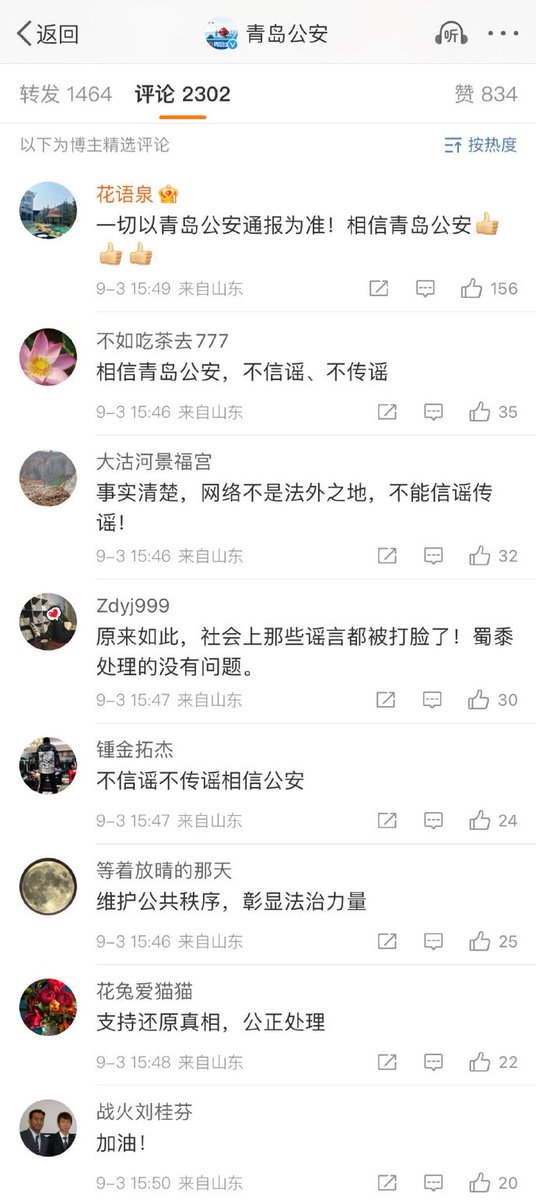 返回
青岛公安
听
转发 1464 评论 2302 赞 834
以下为博主精选评论 按热度
花语泉
一切以青岛公安通报为准！相信青岛公安👍
👍👍
9-3 15:49 来自山东 156
不如吃茶去777
相信青岛公安，不信谣、不传谣
9-3 15:46 来自山东 35
大沽河景福宫
事实清楚，网络不是法外之地，不能信谣传
谣！
9-3 15:46 来自山东 32
Zdyj999
原来如此，社会上那些谣言都被打脸了！蜀黍
处理的没有问题。
9-3 15:47 来自山东 30
锺金拓杰
不信谣不传谣相信公安
9-3 15:47 来自山东 24
等着放晴的那天
维护公共秩序，彰显法治力量
9-3 15:46 来自山东 25
花兔爱猫猫
支持还原真相，公正处理
9-3 15:48 来自山东 22
战火刘桂芬
加油！
9-3 15:50 来自山东 20